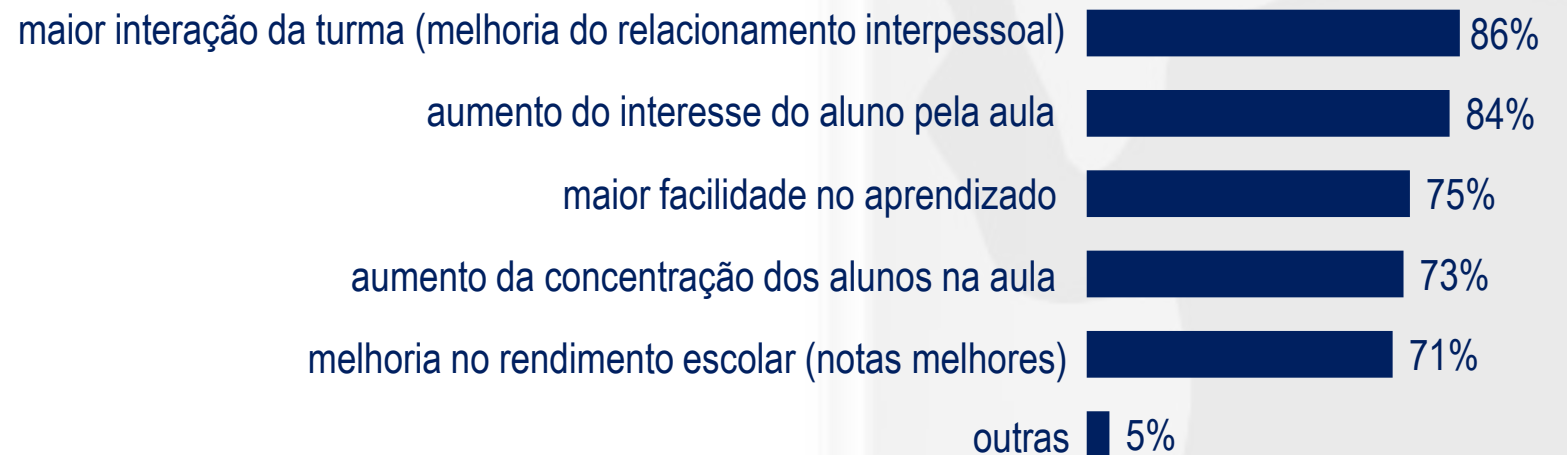 maior interação da turma (melhoria do relacionamento interpessoal) 86%
aumento do interesse do aluno pela aula 84%
maior facilidade no aprendizado 75%
aumento da concentração dos alunos na aula 73%
melhoria no rendimento escolar (notas melhores) 71%
outras 5%